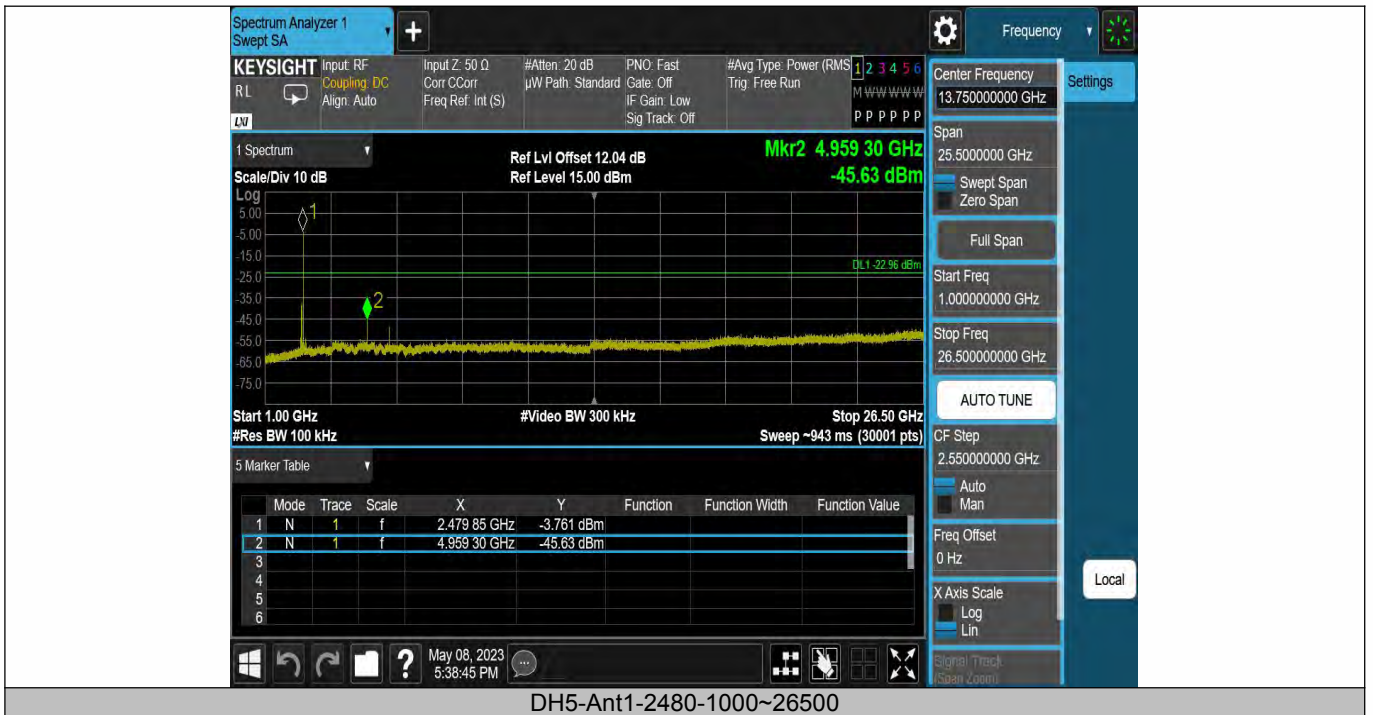 Spectrum Analyzer 1
Swept SA
+
Frequency
KEYSIGHT
RL
LXI
Input: RF
Coupling: DC
Align: Auto
Input Z: 50 Ω
Corr CCorr
Freq Ref: Int (S)
#Atten: 20 dB
µW Path: Standard
PNO: Fast
Gate: Off
IF Gain: Low
Sig Track: Off
#Avg Type: Power (RMS
Trig: Free Run
1 2 3 4 5 6
M W W W W W
P P P P P P
1 Spectrum
Scale/Div 10 dB
Ref Lvl Offset 12.04 dB
Ref Level 15.00 dBm
Mkr2 4.959 30 GHz
-45.63 dBm
Log
5.00
-5.00
-15.0
-25.0
-35.0
-45.0
-55.0
-65.0
-75.0
1
2
DL1 -22.96 dBm
Start 1.00 GHz
#Video BW 300 kHz
Stop 26.50 GHz
#Res BW 100 kHz
Sweep ~943 ms (30001 pts)
5 Marker Table
Mode Trace Scale X Y Function Function Width Function Value
1 N 1 f 2.479 85 GHz -3.761 dBm
2 N 1 f 4.959 30 GHz -45.63 dBm
3
4
5
6
?
May 08, 2023
5:38:45 PM
Center Frequency
13.750000000 GHz
Settings
Span
25.5000000 GHz
Swept Span
Zero Span
Full Span
Start Freq
1.000000000 GHz
Stop Freq
26.500000000 GHz
AUTO TUNE
CF Step
2.550000000 GHz
Auto
Man
Freq Offset
0 Hz
X Axis Scale
Log
Lin
Signal Track
(Span Zoom)
Local
DH5-Ant1-2480-1000~26500